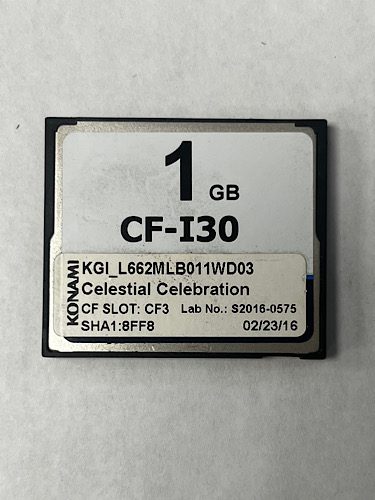 1 GB
CF-I30
KONAMI
KGI_L662MLB011WD03
Celestial Celebration
CF SLOT: CF3 Lab No.: S2016-0575
SHA1:8FF8 02/23/16